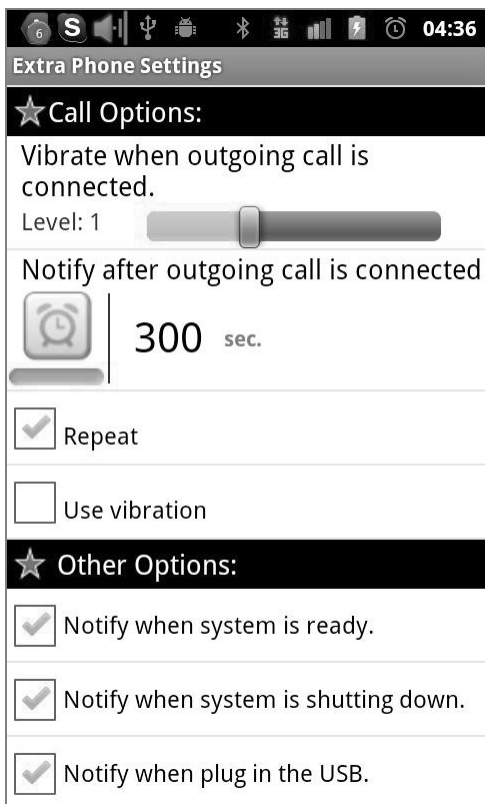 6 S 3G 04:36
Extra Phone Settings
Call Options:
Vibrate when outgoing call is
connected.
Level: 1
Notify after outgoing call is connected
300 sec.
Repeat
Use vibration
Other Options:
Notify when system is ready.
Notify when system is shutting down.
Notify when plug in the USB.